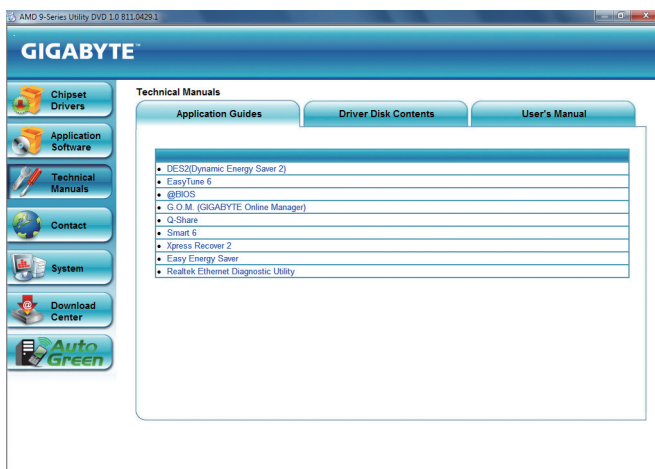 AMD 9-Series Utility DVD 1.0 B11.0429.1
GIGABYTE™
Chipset
Drivers
Application
Software
Technical
Manuals
Contact
System
Download
Center
Auto
Green
Technical Manuals
Application Guides
Driver Disk Contents
User's Manual
• DES2(Dynamic Energy Saver 2)
• EasyTune 6
• @BIOS
• G.O.M. (GIGABYTE Online Manager)
• Q-Share
• Smart 6
• Xpress Recover 2
• Easy Energy Saver
• Realtek Ethernet Diagnostic Utility